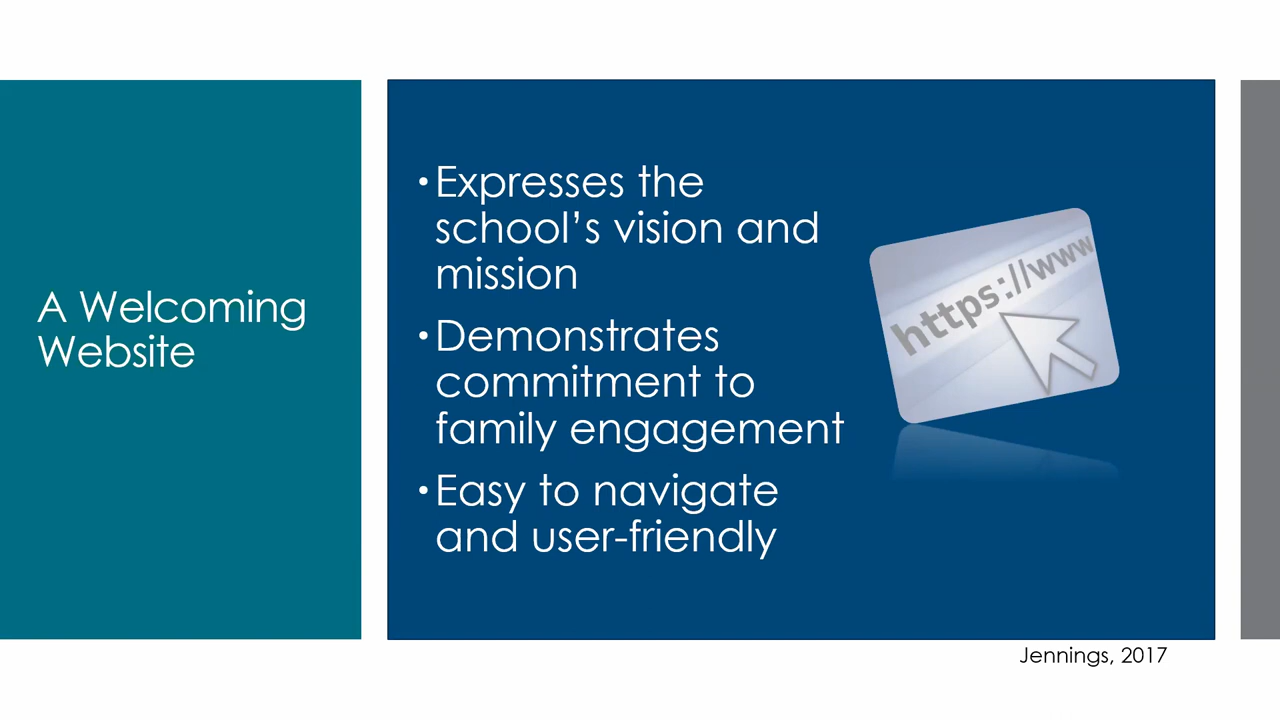 A Welcoming
Website
•Expresses the
school’s vision and
mission
•Demonstrates
commitment to
family engagement
•Easy to navigate
and user-friendly
https://www
Jennings, 2017